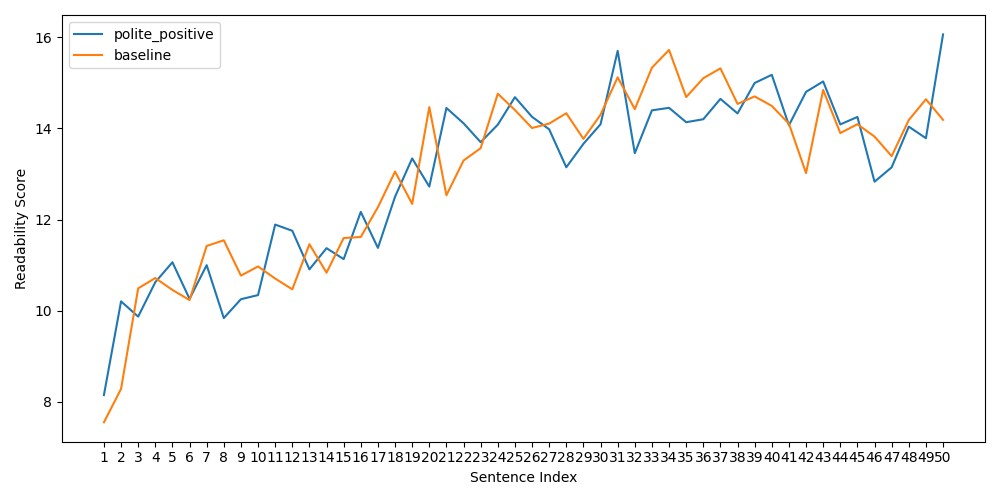 polite_positive
baseline
Readability Score
16
14
12
10
8
1 2 3 4 5 6 7 8 9 10 11 12 13 14 15 16 17 18 19 20 21 22 23 24 25 26 27 28 29 30 31 32 33 34 35 36 37 38 39 40 41 42 43 44 45 46 47 48 49 50
Sentence Index